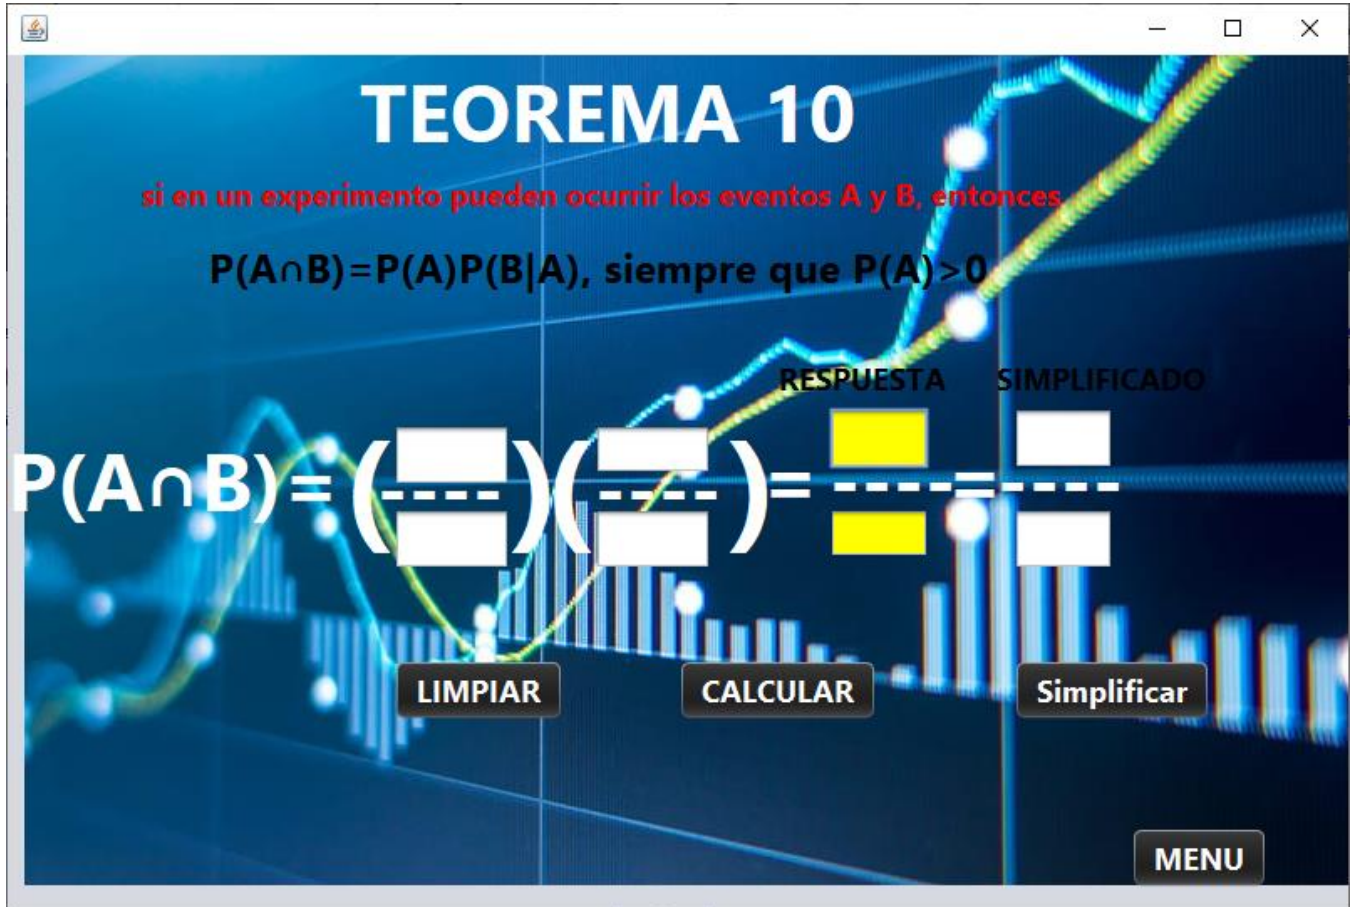 TEOREMA 10
si en un experimento pueden ocurrir los eventos A y B, entonces
P(A∩B)=P(A)P(B|A), siempre que P(A)>0
RESPUESTA SIMPLIFICADO
P(A∩B)= (----)(----)=----=----
LIMPIAR CALCULAR Simplificar
MENU